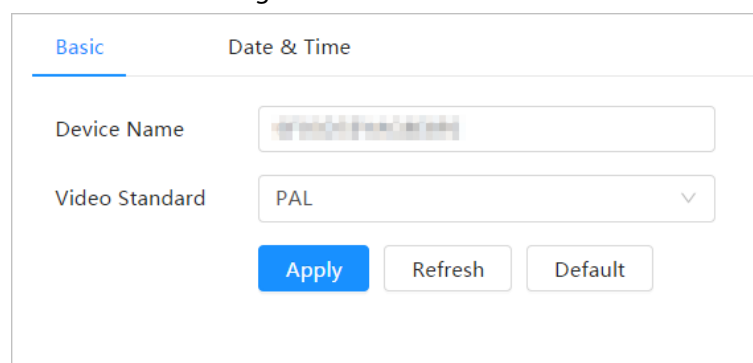 Basic Date & Time
Device Name
Video Standard PAL
Apply Refresh Default